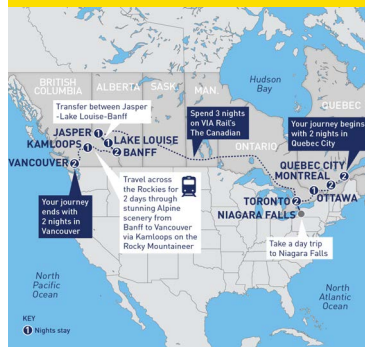 Hudson
Bay
BRITISH
COLUMBIA
ALBERTA
SASK.
MAN.
ONTARIO
QUEBEC
Transfer between Jasper
-Lake Louise-Banff
Spend 3 nights
on VIA Rail's
The Canadian
Your journey begins
with 2 nights in
Quebec City
JASPER 1
KAMLOOPS 1
1 LAKE LOUISE
2 BANFF
VANCOUVER 2
QUEBEC CITY 2
MONTREAL 2
1 OTTAWA
TORONTO 2
NIAGARA FALLS
Your journey
ends with
2 nights in
Vancouver
Travel across
the Rockies for
2 days through
stunning Alpine
scenery from
Banff to Vancouver
via Kamloops on the
Rocky Mountaineer
Take a day trip
to Niagara Falls
North
Pacific
Ocean
North
Atlantic
Ocean
KEY
1 Nights stay